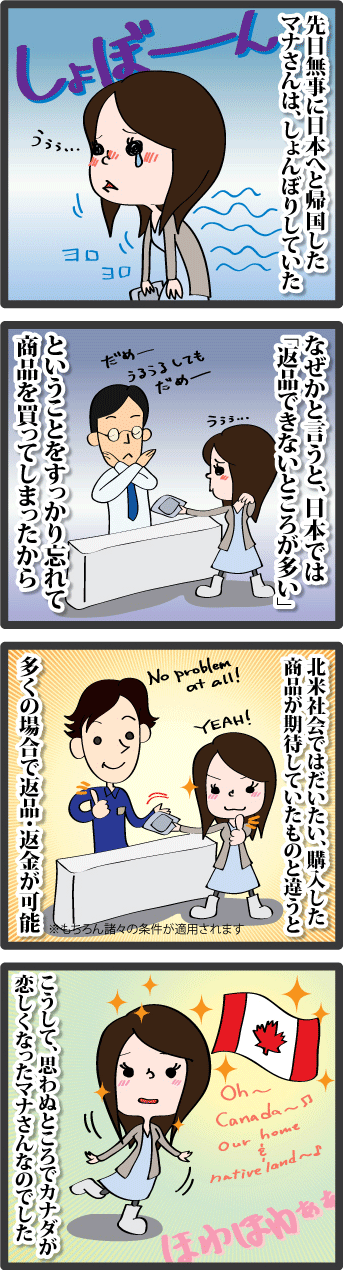 先日無事に日本へと帰国した
マナさんは、しょんぼりしていた
しょぼーん
うぅぅ…
ヨロ
ヨロ
なぜかと言うと、日本では
「返品できないところが多い」
だめー
うるうるしても
だめー
うぅぅ…
ということをすっかり忘れて
商品を買ってしまったから
北米社会ではだいたい、購入した
商品が期待していたものと違うと
No problem
at all!
YEAH!
多くの場合で返品・返金が可能
※もちろん諸々の条件が適用されます
Oh〜
Canada〜♫
our home
&
native land〜♪
ほわほわぁぁ
こうして、思わぬところでカナダが
恋しくなったマナさんなのでした